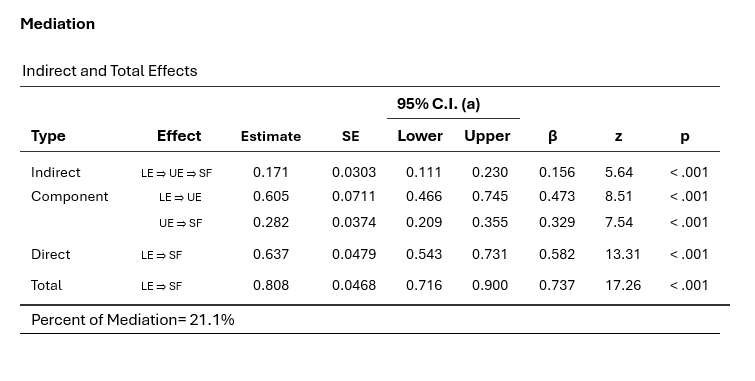 Mediation
Indirect and Total Effects
95% C.I. (a)
Type Effect Estimate SE Lower Upper β z p
Indirect LE ⇒ UE ⇒ SF 0.171 0.0303 0.111 0.230 0.156 5.64 < .001
Component LE ⇒ UE 0.605 0.0711 0.466 0.745 0.473 8.51 < .001
UE ⇒ SF 0.282 0.0374 0.209 0.355 0.329 7.54 < .001
Direct LE ⇒ SF 0.637 0.0479 0.543 0.731 0.582 13.31 < .001
Total LE ⇒ SF 0.808 0.0468 0.716 0.900 0.737 17.26 < .001
Percent of Mediation= 21.1%